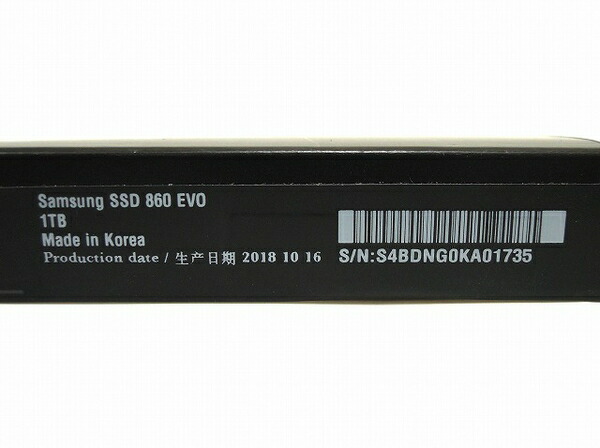 Samsung SSD 860 EVO
1TB
Made in Korea
Production date / 生产日期 2018 10 16
S/N:S4BDNG0KA01735